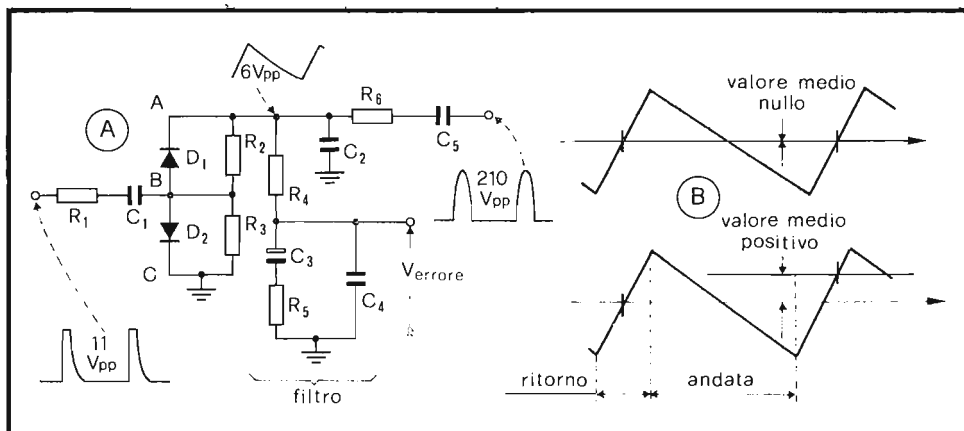 A
6Vpp
A
R6
C5
R2
D1
C2
B
R4
210
Vpp
R1
C1
D2
R3
C
C3
C4
Verrore
R5
11
Vpp
filtro
valore medio
nullo
B
valore medio
positivo
ritorno
andata